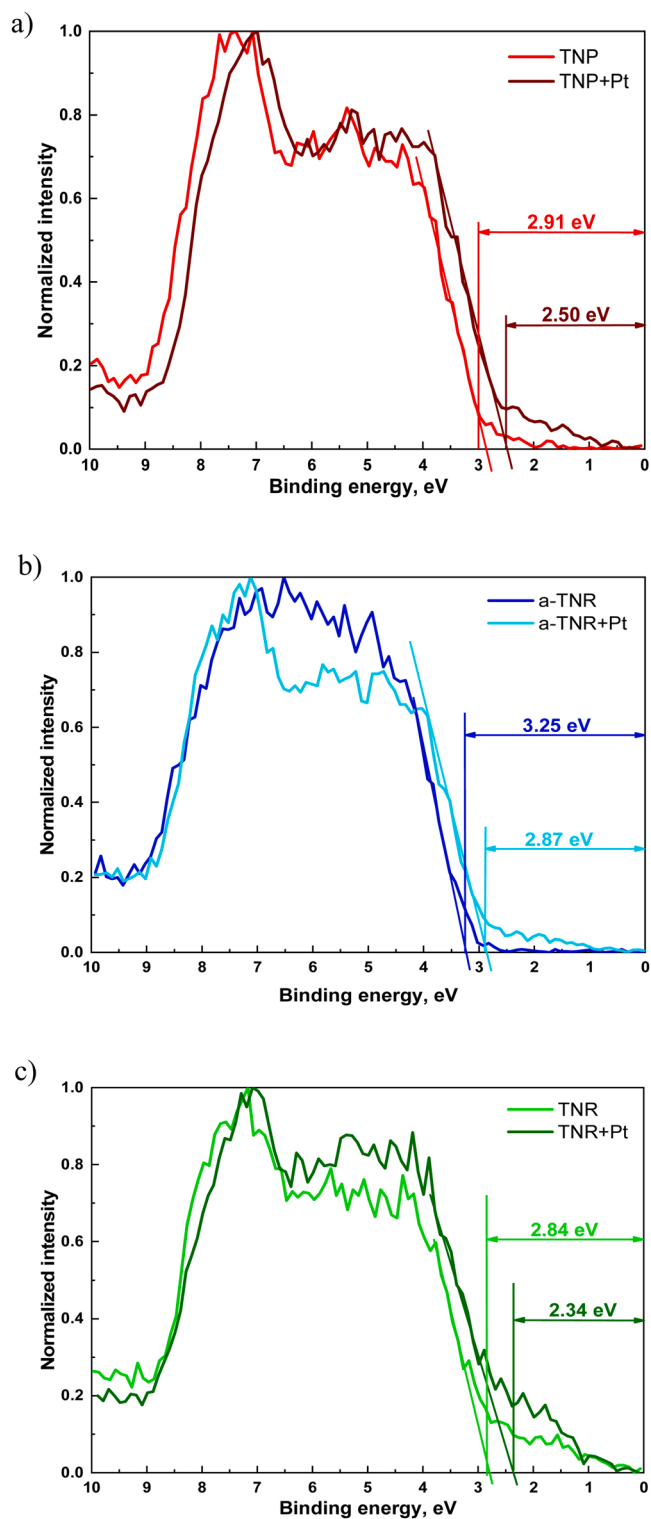 a)
1.0
0.8
0.6
0.4
0.2
0.0
Normalized intensity
TNP
TNP+Pt
2.91 eV
2.50 eV
10 9 8 7 6 5 4 3 2 1 0
Binding energy, eV
b)
1.0
0.8
0.6
0.4
0.2
0.0
Normalized intensity
a-TNR
a-TNR+Pt
3.25 eV
2.87 eV
10 9 8 7 6 5 4 3 2 1 0
Binding energy, eV
c)
1.0
0.8
0.6
0.4
0.2
0.0
Normalized intensity
TNR
TNR+Pt
2.84 eV
2.34 eV
10 9 8 7 6 5 4 3 2 1 0
Binding energy, eV